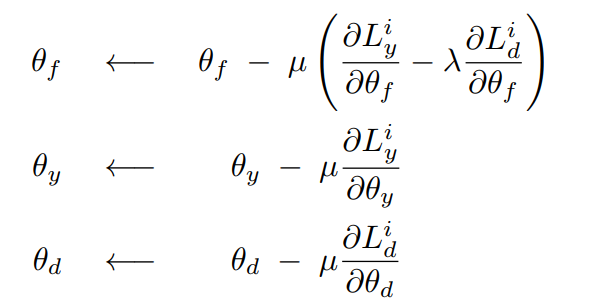 θ_f ⟵ θ_f − μ ( ∂L_y^i / ∂θ_f − λ ∂L_d^i / ∂θ_f )
θ_y ⟵ θ_y − μ ∂L_y^i / ∂θ_y
θ_d ⟵ θ_d − μ ∂L_d^i / ∂θ_d